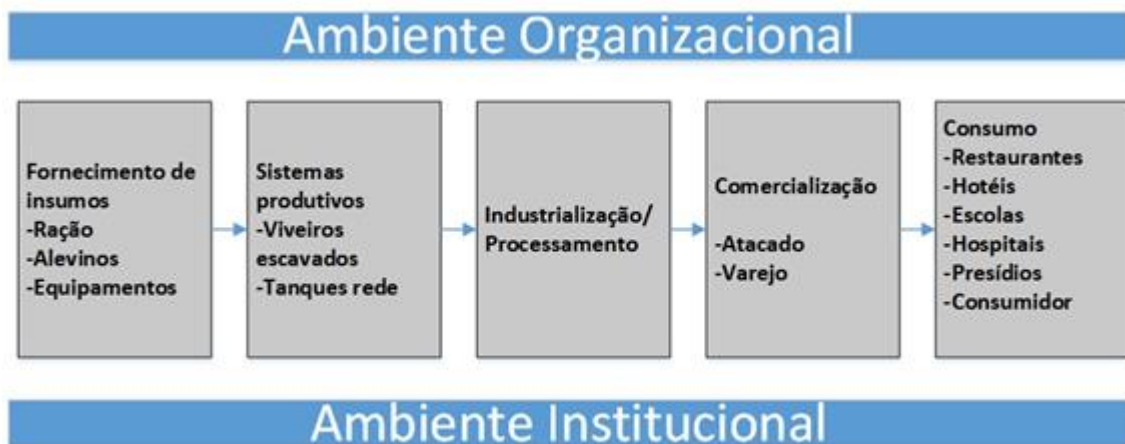 Ambiente Organizacional
Fornecimento de
insumos
-Ração
-Alevinos
-Equipamentos
Sistemas
produtivos
-Viveiros
escavados
-Tanques rede
Industrialização/
Processamento
Comercialização
-Atacado
-Varejo
Consumo
-Restaurantes
-Hotéis
-Escolas
-Hospitais
-Presídios
-Consumidor
Ambiente Institucional